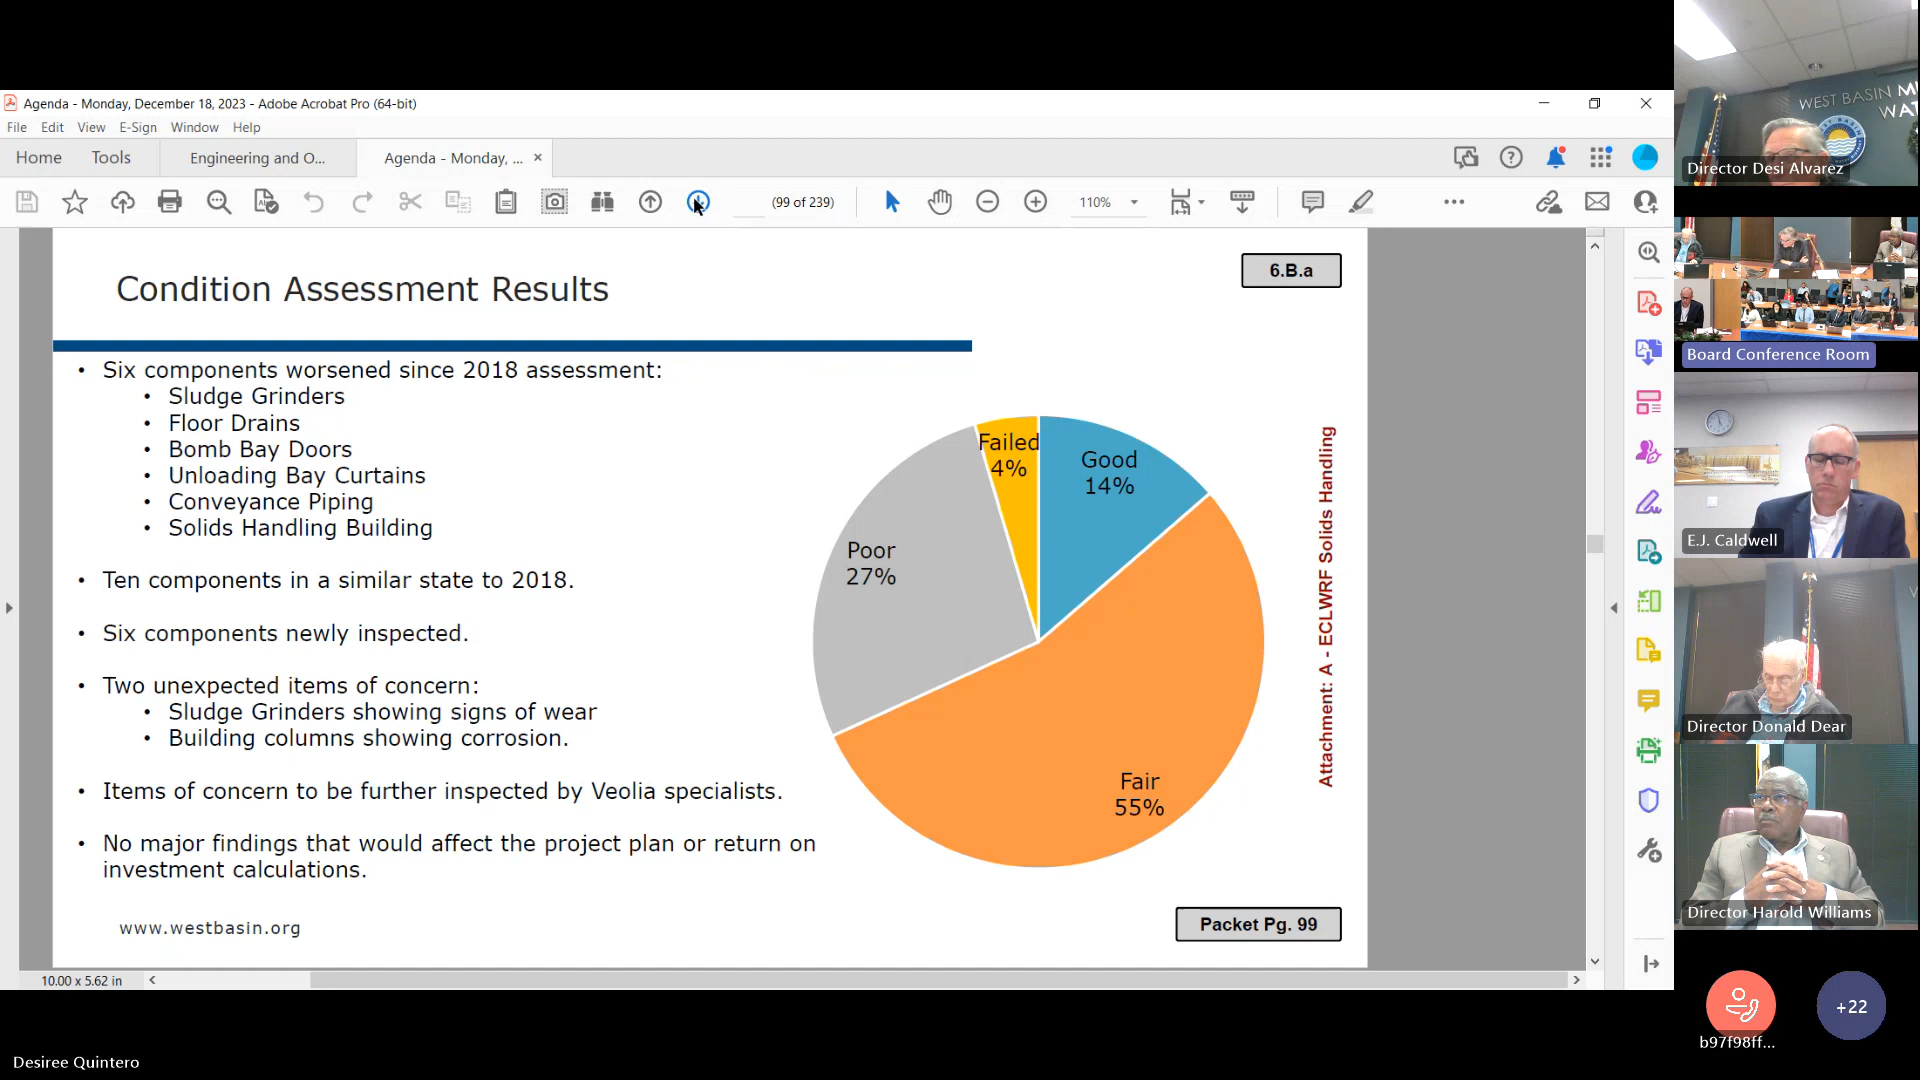 Agenda - Monday, December 18, 2023 - Adobe Acrobat Pro (64-bit)
File Edit View E-Sign Window Help
Home Tools Engineering and O... Agenda - Monday, ...
(99 of 239)
110%
6.B.a
Condition Assessment Results
• Six components worsened since 2018 assessment:
• Sludge Grinders
• Floor Drains
• Bomb Bay Doors
• Unloading Bay Curtains
• Conveyance Piping
• Solids Handling Building
• Ten components in a similar state to 2018.
• Six components newly inspected.
• Two unexpected items of concern:
• Sludge Grinders showing signs of wear
• Building columns showing corrosion.
• Items of concern to be further inspected by Veolia specialists.
• No major findings that would affect the project plan or return on
investment calculations.
Failed
4%
Good
14%
Poor
27%
Fair
55%
Attachment: A - ECLWRF Solids Handling
www.westbasin.org
Packet Pg. 99
10.00 x 5.62 in
WEST BASIN
WAT
Director Desi Alvarez
Board Conference Room
E.J. Caldwell
Director Donald Dear
Director Harold Williams
b97f98ff...
+22
Desiree Quintero